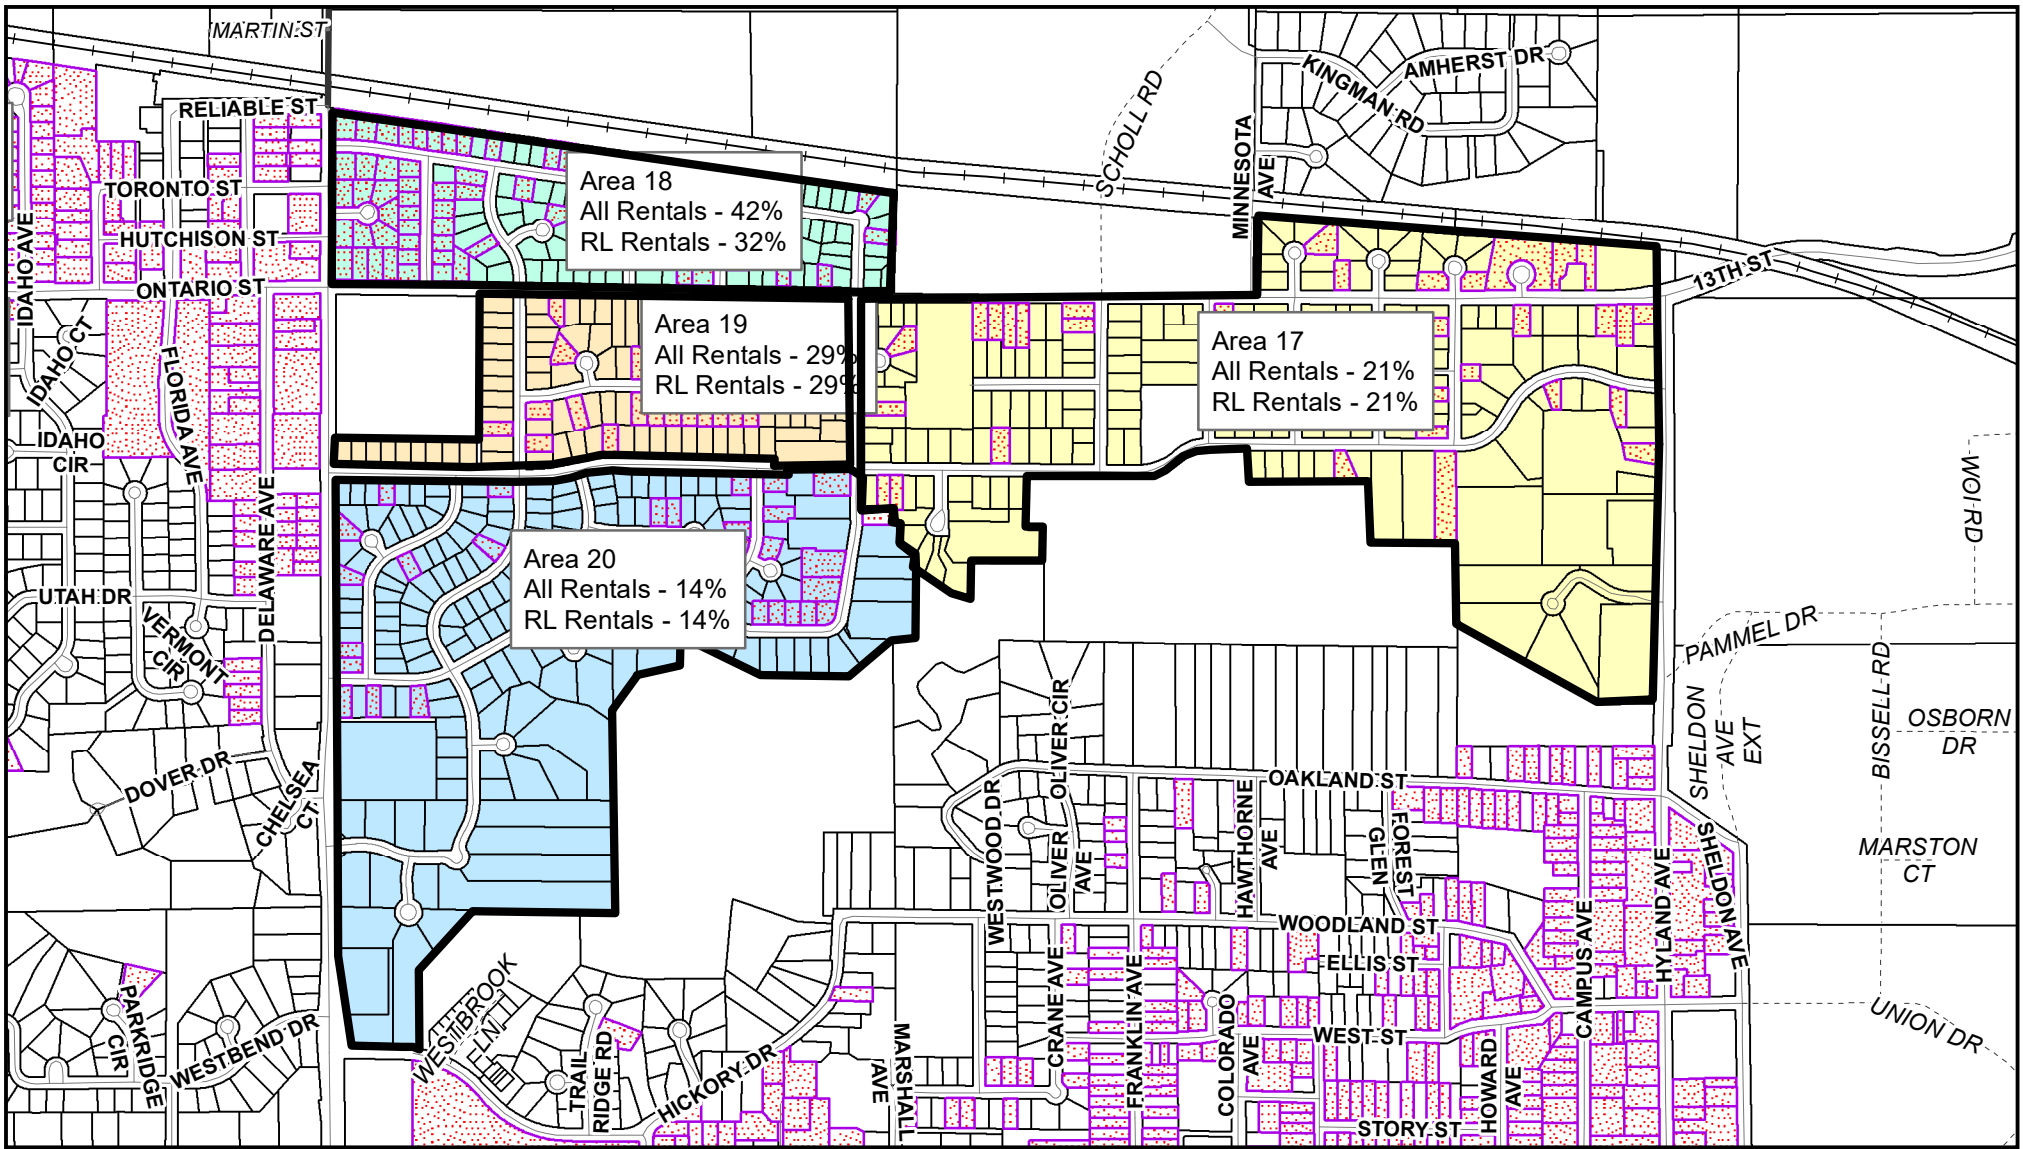 MARTIN ST
RELIABLE ST
TORONTO ST
HUTCHISON ST
ONTARIO ST
IDAHO AVE
IDAHO CT
IDAHO
CIR
FLORIDA AVE
DELAWARE AVE
UTAH DR
VERMONT
CIR
DOVER DR
CHELSEA
CT
PARKRIDGE
CIR
WESTBEND DR
Area 18
All Rentals - 42%
RL Rentals - 32%
Area 19
All Rentals - 29%
RL Rentals - 29%
Area 17
All Rentals - 21%
RL Rentals - 21%
Area 20
All Rentals - 14%
RL Rentals - 14%
SCHOLL RD
MINNESOTA
AVE
KINGMAN RD
AMHERST DR
13TH ST
WOI RD
PAMMEL DR
SHELDON
AVE
EXT
BISSELL RD
OSBORN
DR
MARSTON
CT
UNION DR
OAKLAND ST
OLIVER CIR
WESTWOOD DR
OLIVER
AVE
HAWTHORNE
AVE
FOREST
GLEN
SHELDON AVE
HYLAND AVE
CAMPUS AVE
WOODLAND ST
ELLIS ST
WEST ST
STORY ST
HOWARD
AVE
COLORADO
AVE
FRANKLIN AVE
CRANE AVE
MARSHALL
AVE
HICKORY DR
TRAIL
RIDGE RD
WESTBROOK
LN